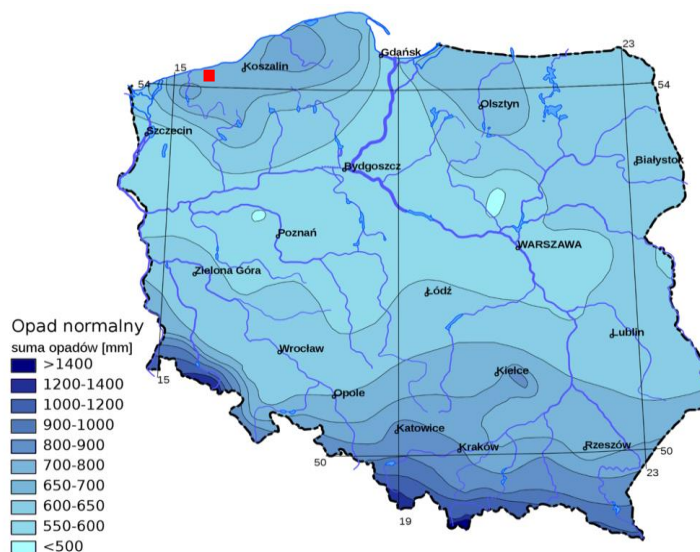 23
Gdańsk
15
Koszalin
54
54
Olsztyn
Szczecin
Białystok
Bydgoszcz
Poznań
WARSZAWA
Zielona Góra
Łódź
Opad normalny
Lublin
suma opadów [mm]
Wrocław
>1400
Kielce
15
1200-1400
Opole
1000-1200
900-1000
Katowice
800-900
Kraków
Rzeszów
50
700-800
50
23
650-700
600-650
19
550-600
<500